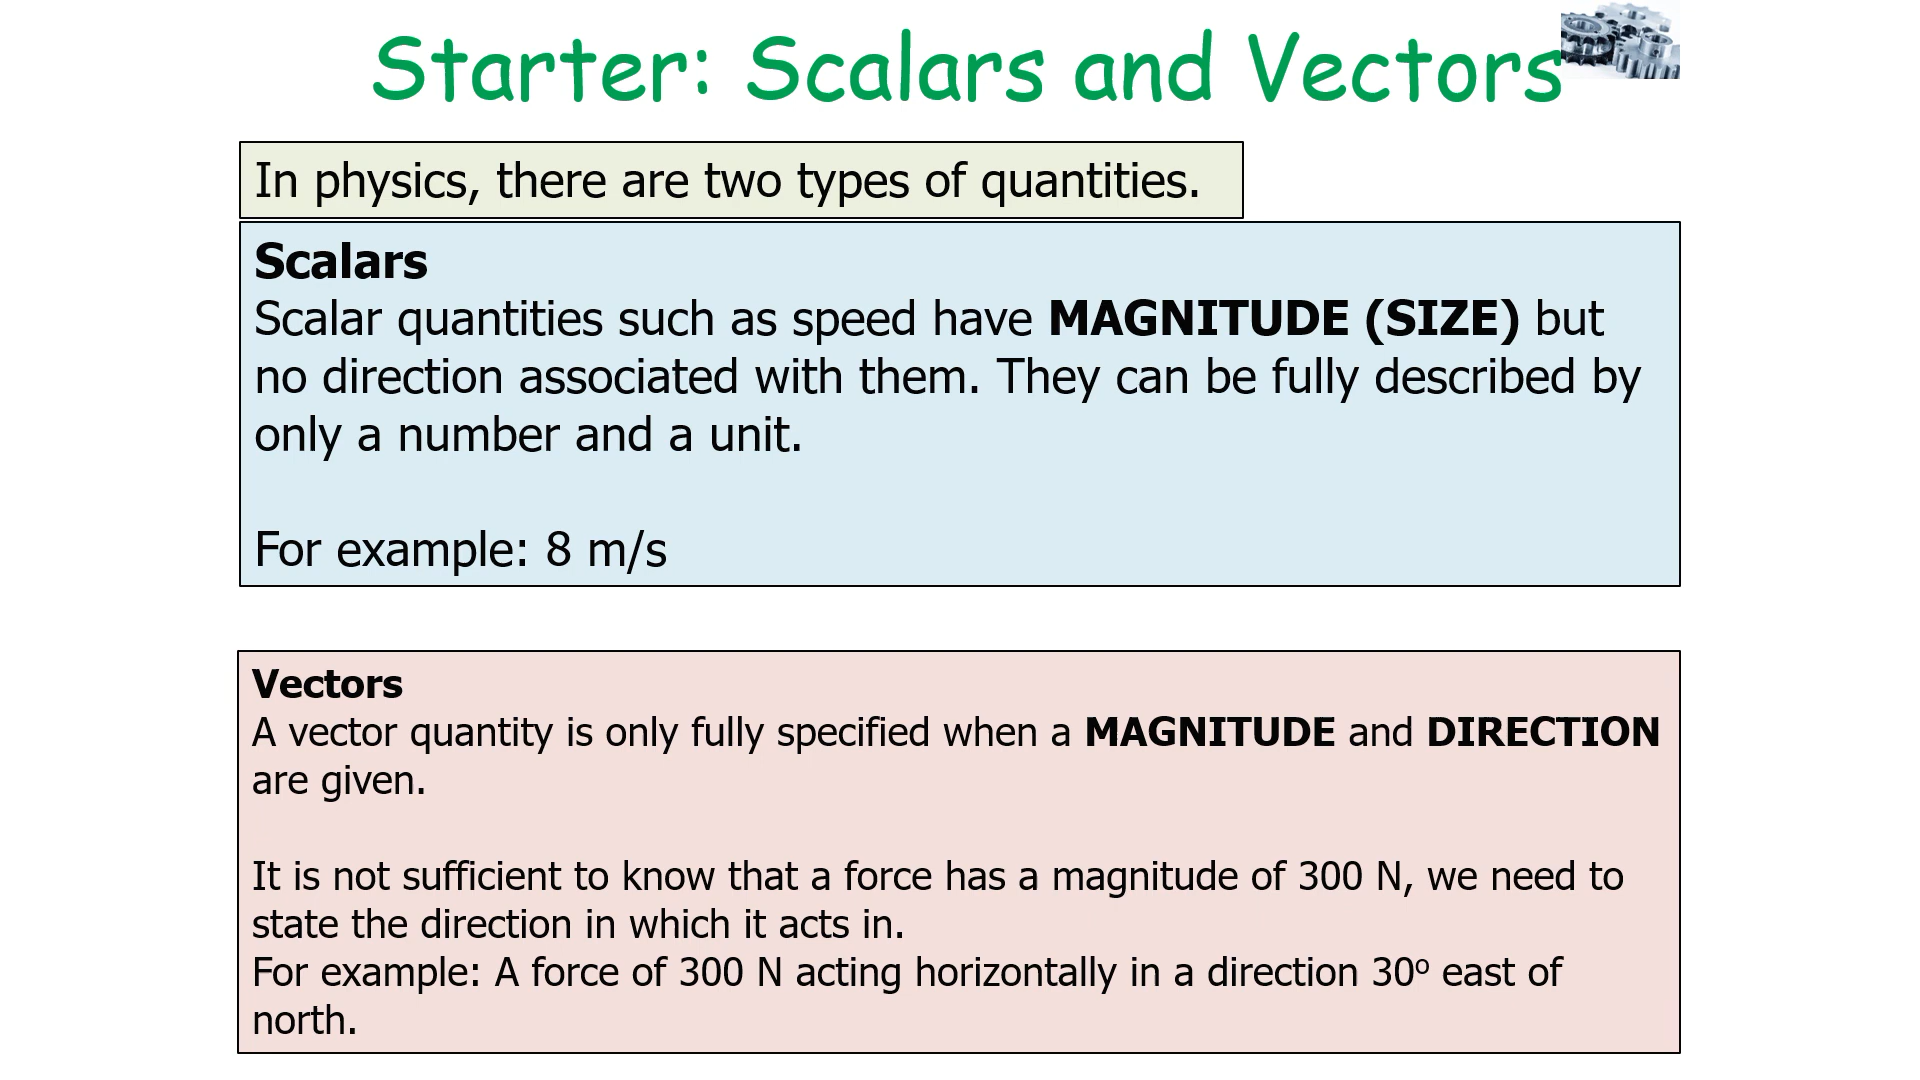 Starter: Scalars and Vectors
In physics, there are two types of quantities.
Scalars
Scalar quantities such as speed have MAGNITUDE (SIZE) but
no direction associated with them. They can be fully described by
only a number and a unit.
For example: 8 m/s
Vectors
A vector quantity is only fully specified when a MAGNITUDE and DIRECTION
are given.
It is not sufficient to know that a force has a magnitude of 300 N, we need to
state the direction in which it acts in.
For example: A force of 300 N acting horizontally in a direction 30º east of
north.